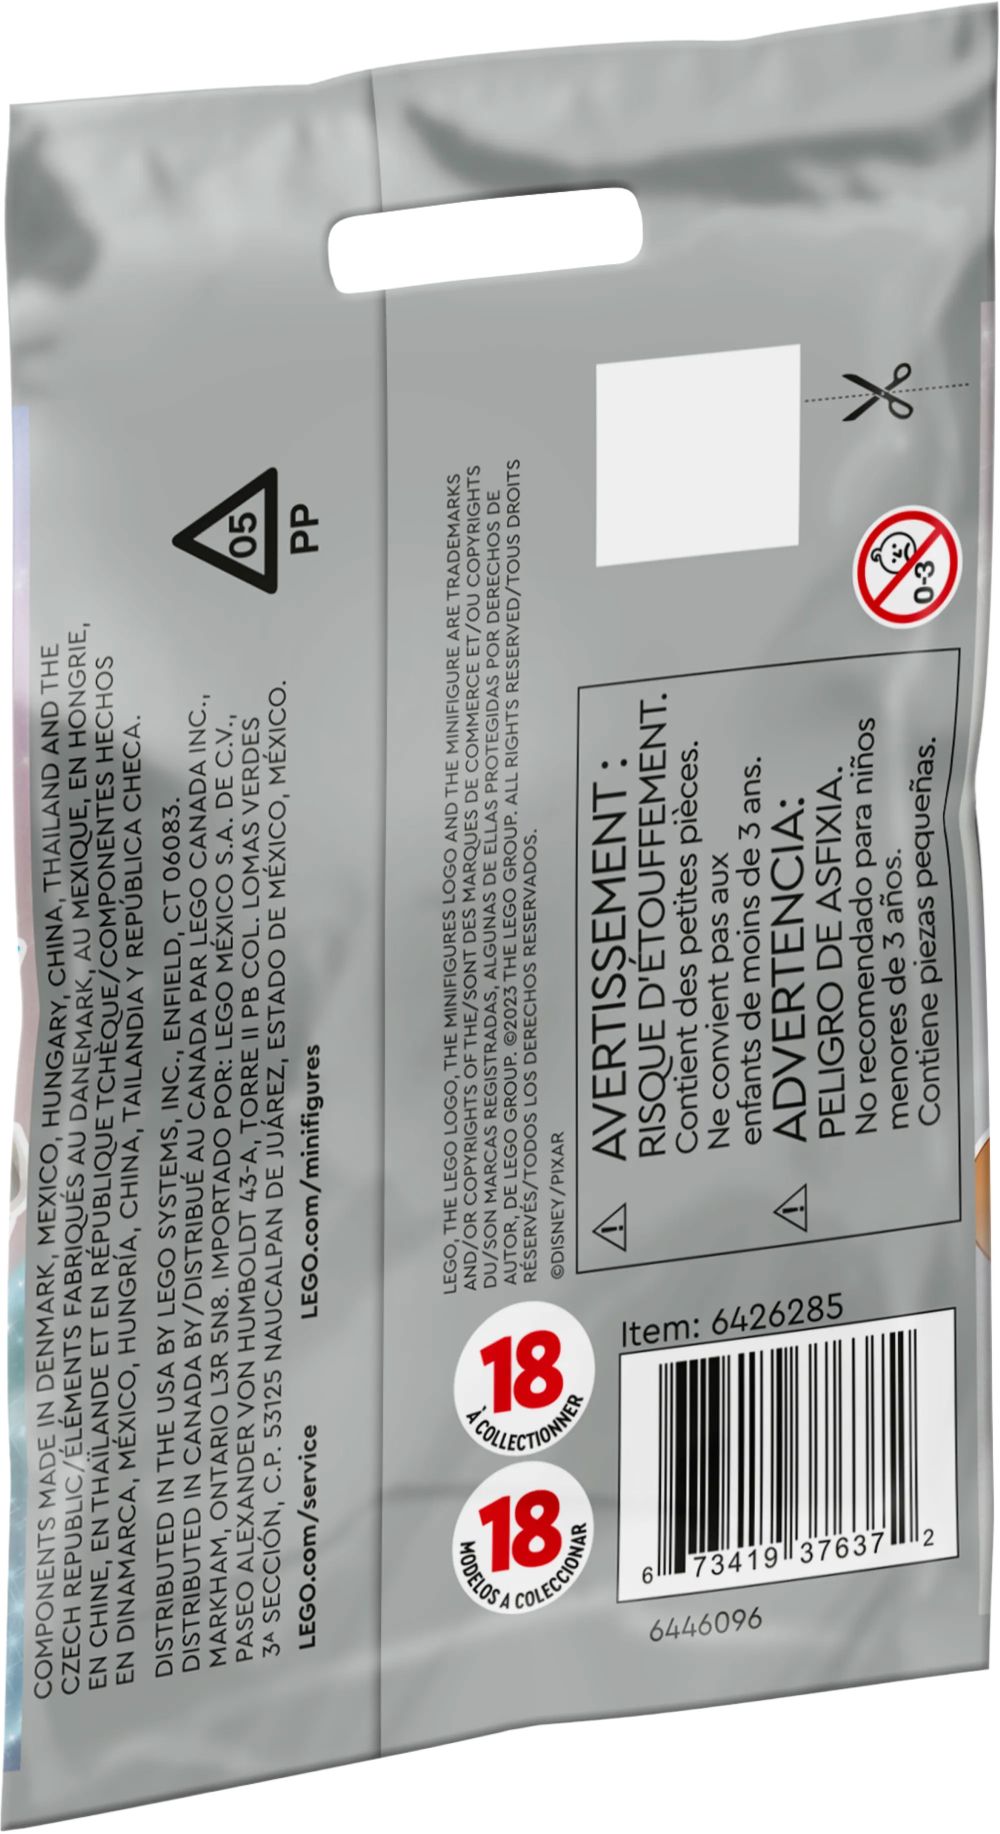 COMPONENTS MADE IN DENMARK, MEXICO, HUNGARY, CHINA, THAILAND AND THE
CZECH REPUBLIC/ÉLÉMENTS FABRIQUÉS AU DANEMARK, AU MEXIQUE, EN HONGRIE,
EN CHINE, EN THAÏLANDE ET EN RÉPUBLIQUE TCHÈQUE/COMPONENTES HECHOS
EN DINAMARCA, MÉXICO, HUNGRÍA, CHINA, TAILANDIA Y REPÚBLICA CHECA.
DISTRIBUTED IN THE USA BY LEGO SYSTEMS, INC., ENFIELD, CT 06083.
DISTRIBUTED IN CANADA BY/DISTRIBUÉ AU CANADA PAR LEGO CANADA INC.,
MARKHAM, ONTARIO L3R 5N8. IMPORTADO POR: LEGO MÉXICO S.A. DE C.V.,
PASEO ALEXANDER VON HUMBOLDT 43-A, TORRE II PB COL. LOMAS VERDES
3ᴬ SECCIÓN, C.P. 53125 NAUCALPAN DE JUÁREZ, ESTADO DE MÉXICO, MÉXICO.
LEGO.com/service LEGO.com/minifigures
05
PP
LEGO, THE LEGO LOGO, THE MINIFIGURES LOGO AND THE MINIFIGURE ARE TRADEMARKS
AND/OR COPYRIGHTS OF THE/SONT DES MARQUES DE COMMERCE ET/OU COPYRIGHTS
DU/SON MARCAS REGISTRADAS, ALGUNAS DE ELLAS PROTEGIDAS POR DERECHOS DE
AUTOR, DE LEGO GROUP. ©2023 THE LEGO GROUP. ALL RIGHTS RESERVED/TOUS DROITS
RÉSERVÉS/TODOS LOS DERECHOS RESERVADOS.
©DISNEY/PIXAR
18
MODELOS A COLECCIONAR
18
À COLLECTIONNER
AVERTISSEMENT :
RISQUE D'ÉTOUFFEMENT.
Contient des petites pièces.
Ne convient pas aux
enfants de moins de 3 ans.
ADVERTENCIA:
PELIGRO DE ASFIXIA.
No recomendado para niños
menores de 3 años.
Contiene piezas pequeñas.
0-3
Item: 6426285
6 73419 37637 2
6446096